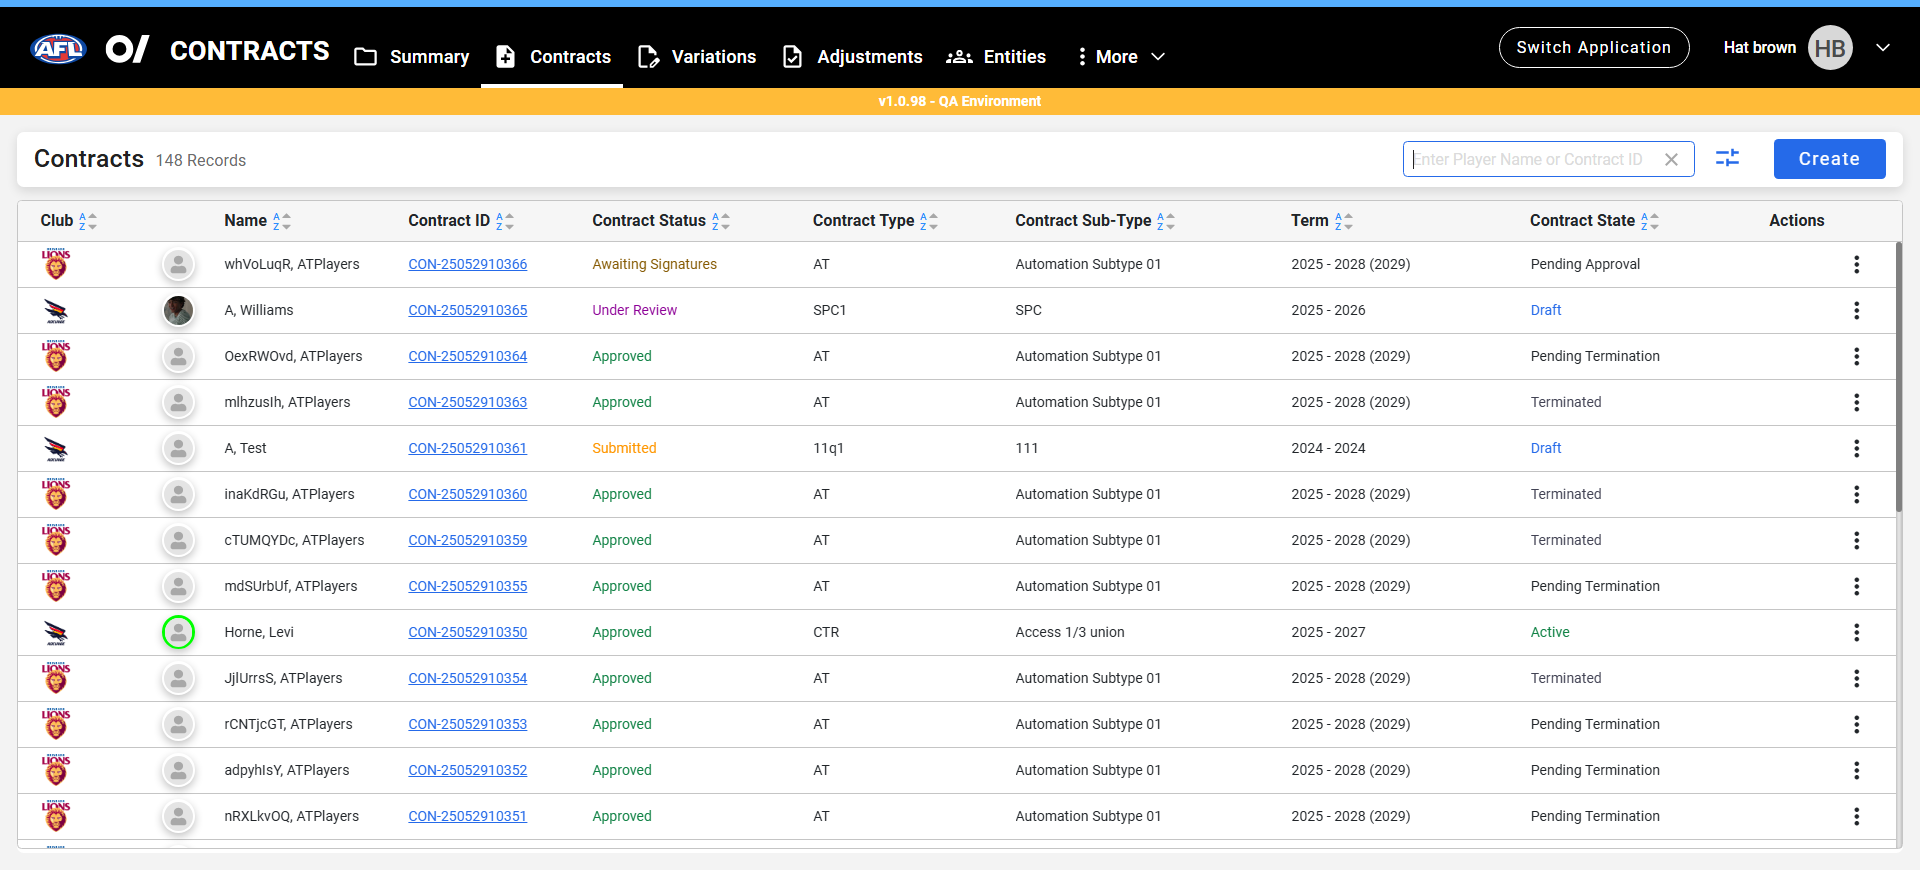 AFL CONTRACTS Summary Contracts Variations Adjustments Entities More Switch Application Hat brown HB
v1.0.98 - QA Environment
Contracts 148 Records Enter Player Name or Contract ID Create
Club Name Contract ID Contract Status Contract Type Contract Sub-Type Term Contract State Actions
LIONS whVoLuqR, ATPlayers CON-25052910366 Awaiting Signatures AT Automation Subtype 01 2025 - 2028 (2029) Pending Approval
A, Williams CON-25052910365 Under Review SPC1 SPC 2025 - 2026 Draft
LIONS OexRWOvd, ATPlayers CON-25052910364 Approved AT Automation Subtype 01 2025 - 2028 (2029) Pending Termination
LIONS mlhzusIh, ATPlayers CON-25052910363 Approved AT Automation Subtype 01 2025 - 2028 (2029) Terminated
A, Test CON-25052910361 Submitted 11q1 111 2024 - 2024 Draft
LIONS inaKdRGu, ATPlayers CON-25052910360 Approved AT Automation Subtype 01 2025 - 2028 (2029) Terminated
LIONS cTUMQYDc, ATPlayers CON-25052910359 Approved AT Automation Subtype 01 2025 - 2028 (2029) Terminated
LIONS mdSUrbUf, ATPlayers CON-25052910355 Approved AT Automation Subtype 01 2025 - 2028 (2029) Pending Termination
Horne, Levi CON-25052910350 Approved CTR Access 1/3 union 2025 - 2027 Active
LIONS JjlUrrsS, ATPlayers CON-25052910354 Approved AT Automation Subtype 01 2025 - 2028 (2029) Terminated
LIONS rCNTjcGT, ATPlayers CON-25052910353 Approved AT Automation Subtype 01 2025 - 2028 (2029) Pending Termination
LIONS adpyhIsY, ATPlayers CON-25052910352 Approved AT Automation Subtype 01 2025 - 2028 (2029) Pending Termination
LIONS nRXLkvOQ, ATPlayers CON-25052910351 Approved AT Automation Subtype 01 2025 - 2028 (2029) Pending Termination